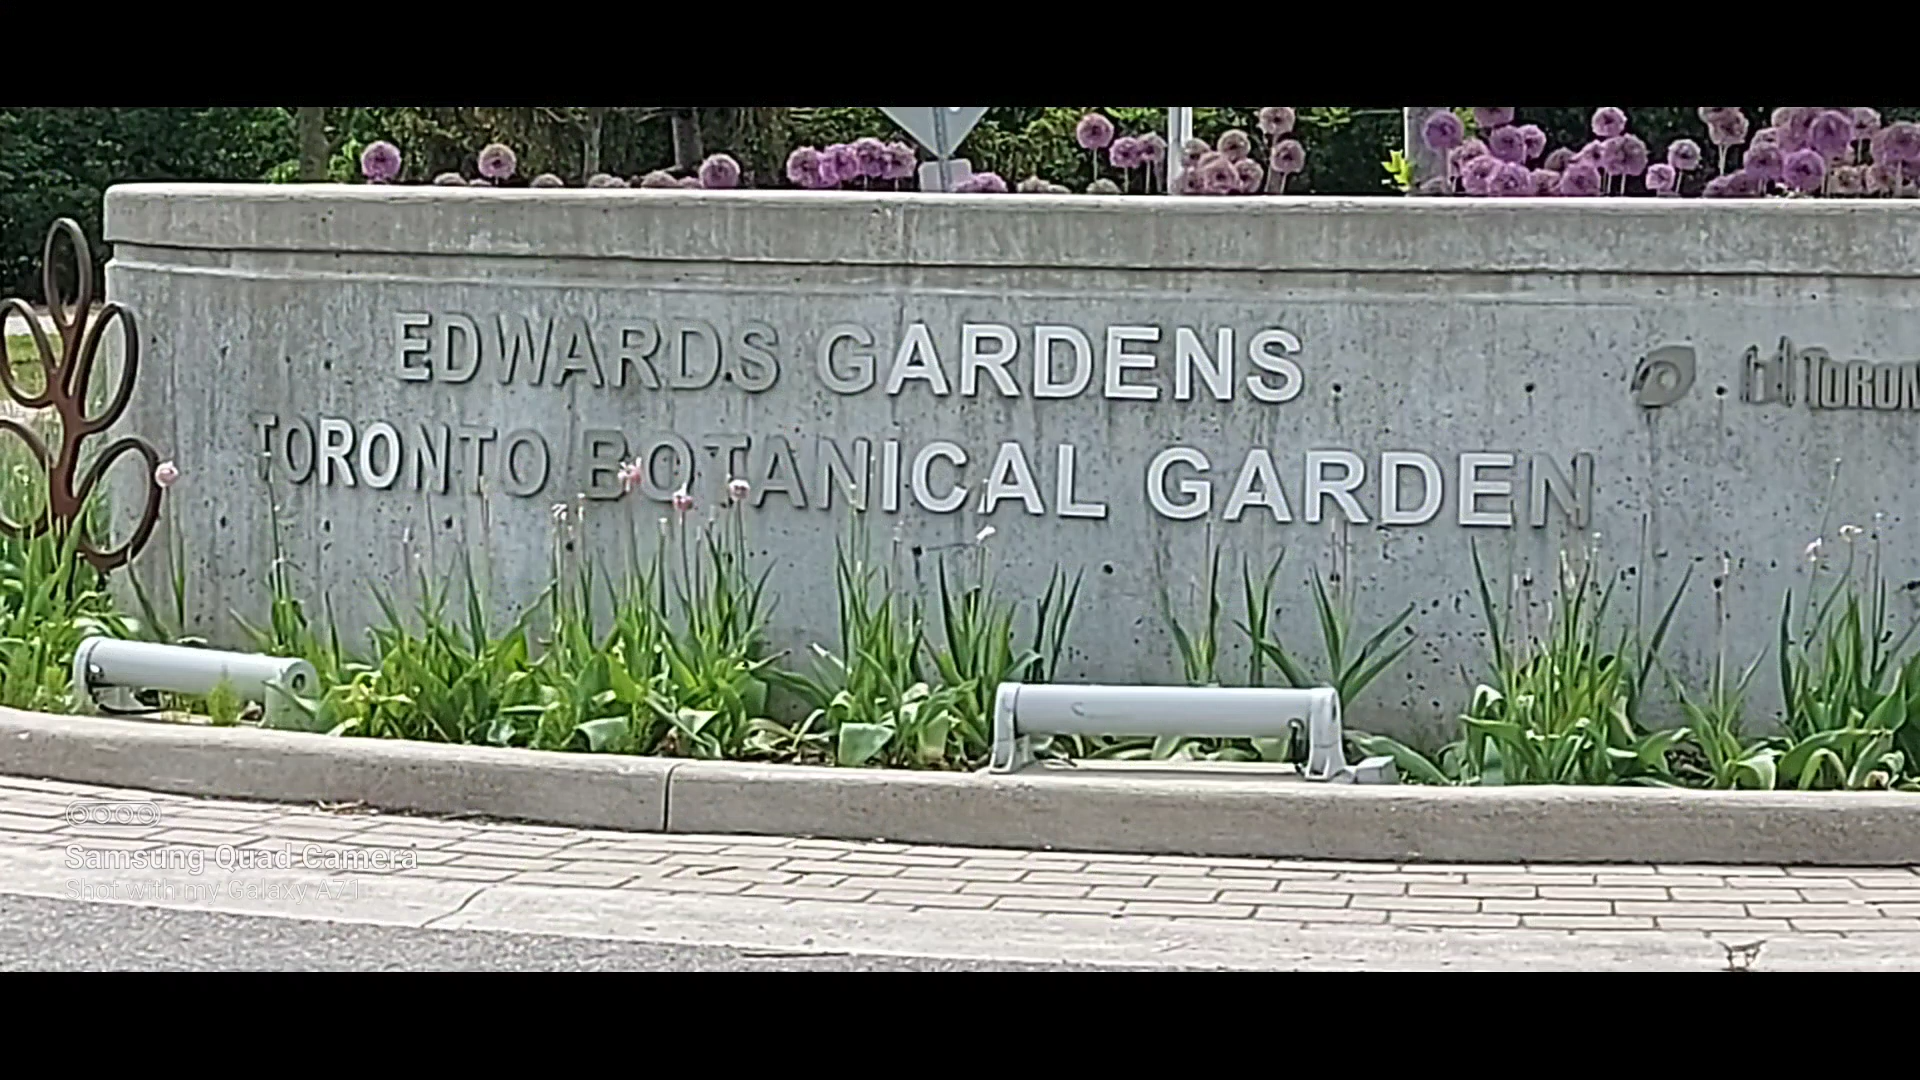 EDWARDS GARDENS
TORONTO BOTANICAL GARDEN
Samsung Quad Camera
Shot with my Galaxy A71